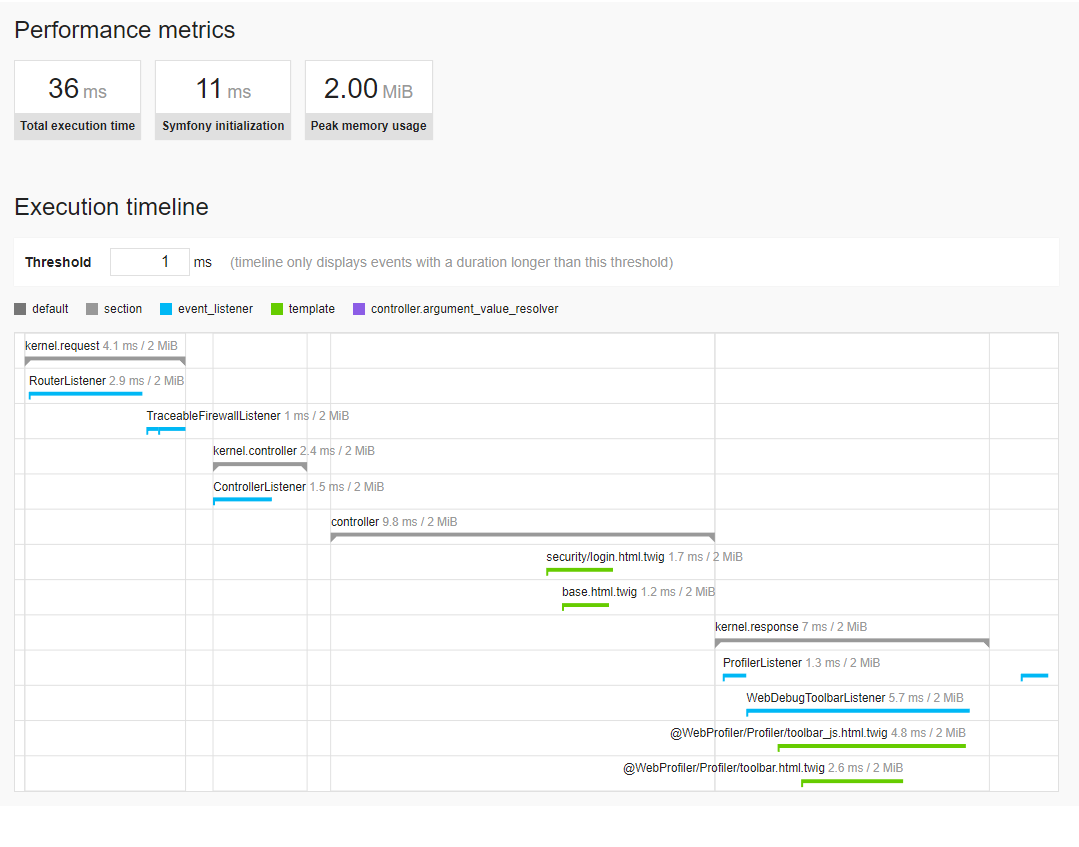 Performance metrics
36 ms
11 ms
2.00 MiB
Total execution time
Symfony initialization
Peak memory usage
Execution timeline
Threshold 1 ms (timeline only displays events with a duration longer than this threshold)
default section event_listener template controller.argument_value_resolver
kernel.request 4.1 ms / 2 MiB
RouterListener 2.9 ms / 2 MiB
TraceableFirewallListener 1 ms / 2 MiB
kernel.controller 2.4 ms / 2 MiB
ControllerListener 1.5 ms / 2 MiB
controller 9.8 ms / 2 MiB
security/login.html.twig 1.7 ms / 2 MiB
base.html.twig 1.2 ms / 2 MiB
kernel.response 7 ms / 2 MiB
ProfilerListener 1.3 ms / 2 MiB
WebDebugToolbarListener 5.7 ms / 2 MiB
@WebProfiler/Profiler/toolbar_js.html.twig 4.8 ms / 2 MiB
@WebProfiler/Profiler/toolbar.html.twig 2.6 ms / 2 MiB